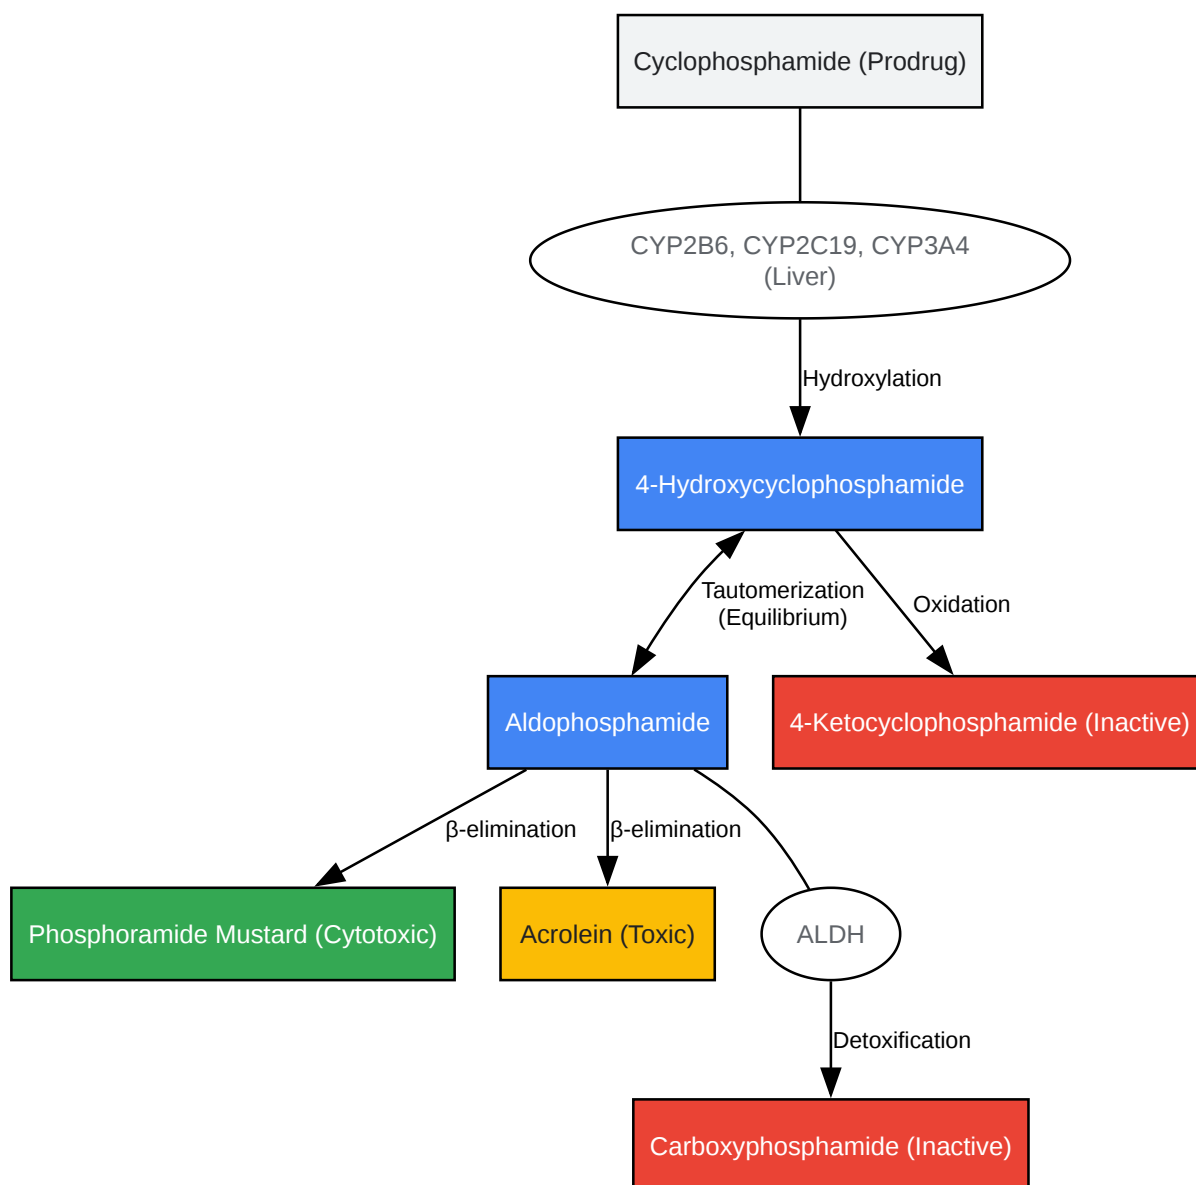 Cyclophosphamide (Prodrug)
CYP2B6, CYP2C19, CYP3A4
(Liver)
Hydroxylation
4-Hydroxycyclophosphamide
Tautomerization
(Equilibrium)
Oxidation
Aldophosphamide
4-Ketocyclophosphamide (Inactive)
β-elimination
β-elimination
Phosphoramide Mustard (Cytotoxic)
Acrolein (Toxic)
ALDH
Detoxification
Carboxyphosphamide (Inactive)